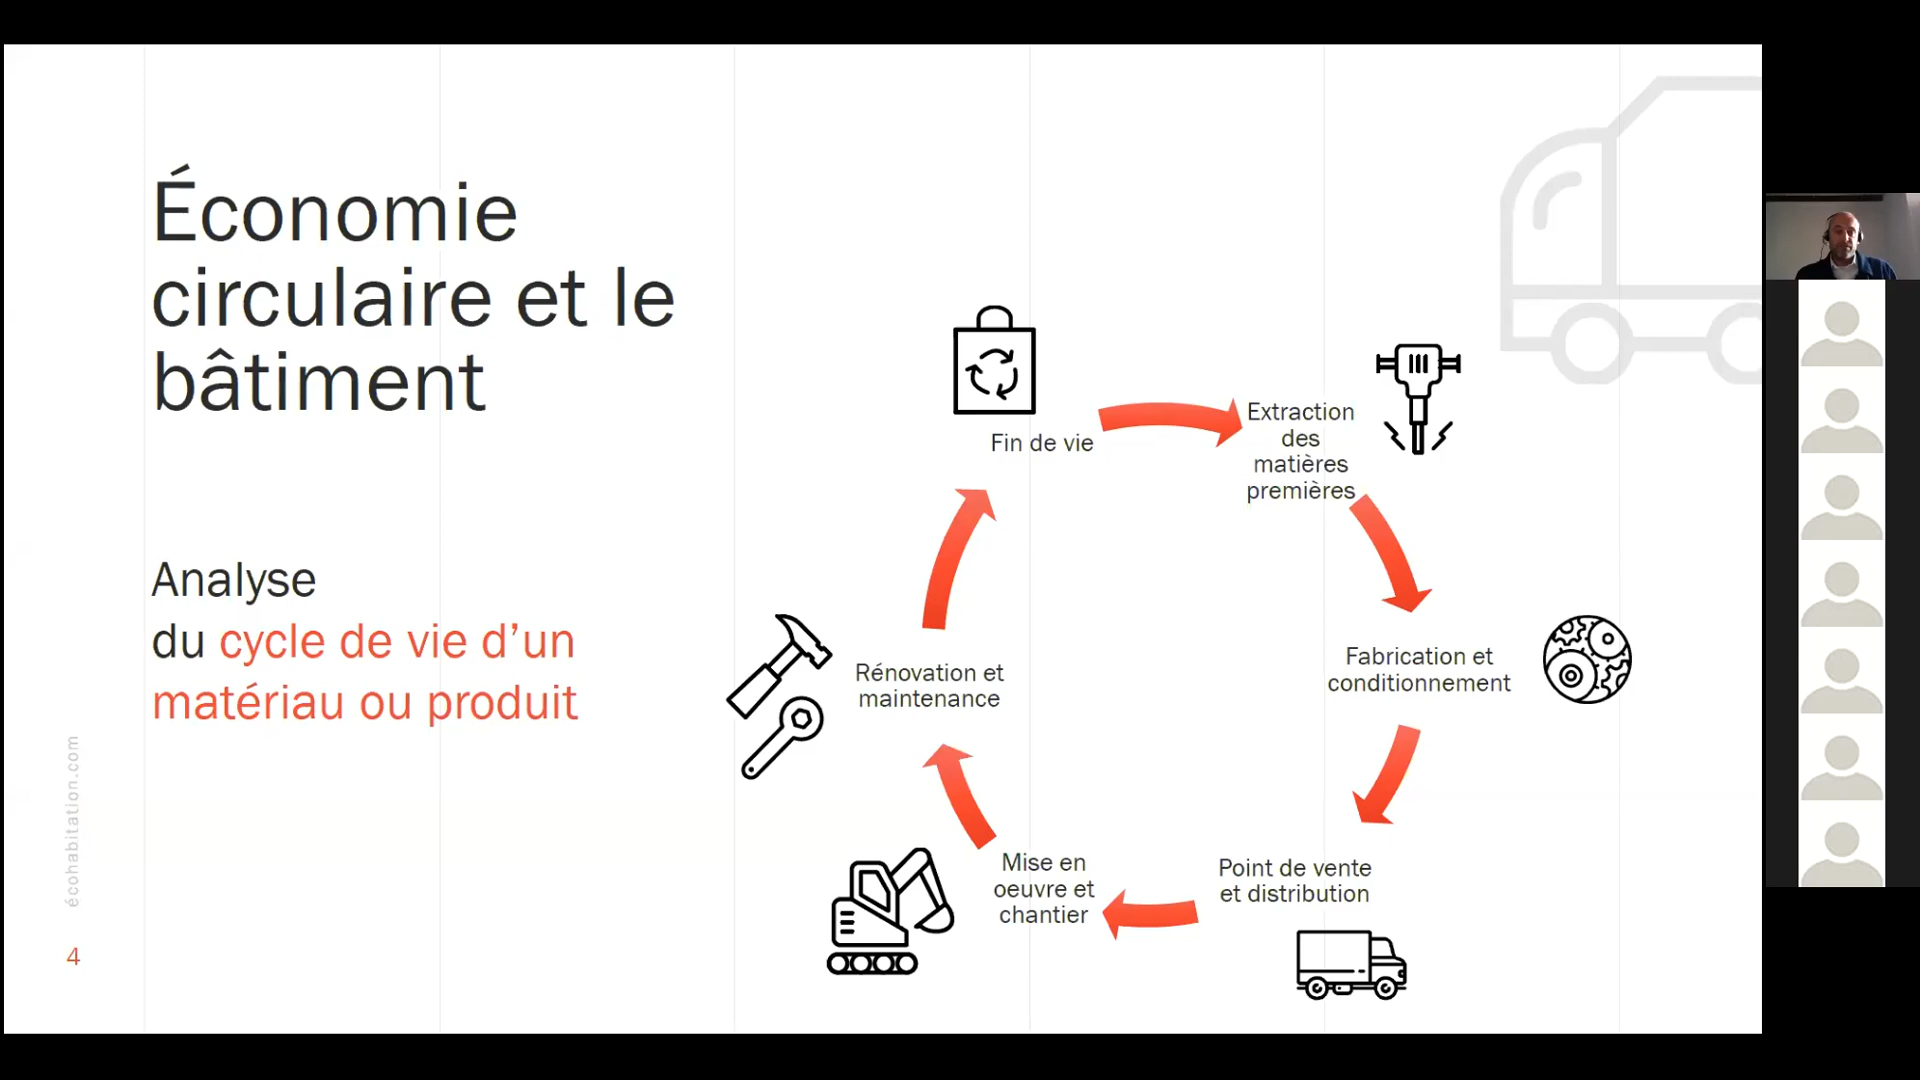 Économie
circulaire et le
bâtiment
Analyse
du cycle de vie d’un
matériau ou produit
écohabitation.com
4
Fin de vie
Extraction
des
matières
premières
Fabrication et
conditionnement
Point de vente
et distribution
Mise en
oeuvre et
chantier
Rénovation et
maintenance